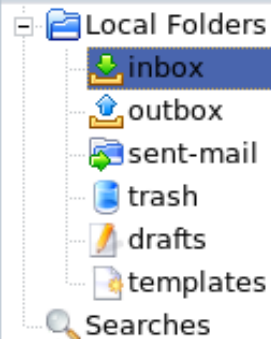 Local Folders
inbox
outbox
sent-mail
trash
drafts
templates
Searches